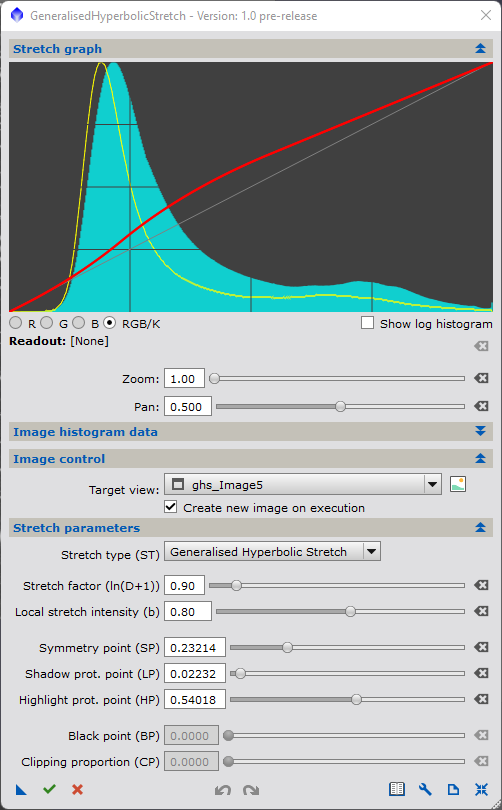 GeneralisedHyperbolicStretch - Version: 1.0 pre-release
Stretch graph
R G B RGB/K Show log histogram
Readout: [None]
Zoom: 1.00
Pan: 0.500
Image histogram data
Image control
Target view: ghs_Image5
Create new image on execution
Stretch parameters
Stretch type (ST) Generalised Hyperbolic Stretch
Stretch factor (ln(D+1)) 0.90
Local stretch intensity (b) 0.80
Symmetry point (SP) 0.23214
Shadow prot. point (LP) 0.02232
Highlight prot. point (HP) 0.54018
Black point (BP) 0.0000
Clipping proportion (CP) 0.0000